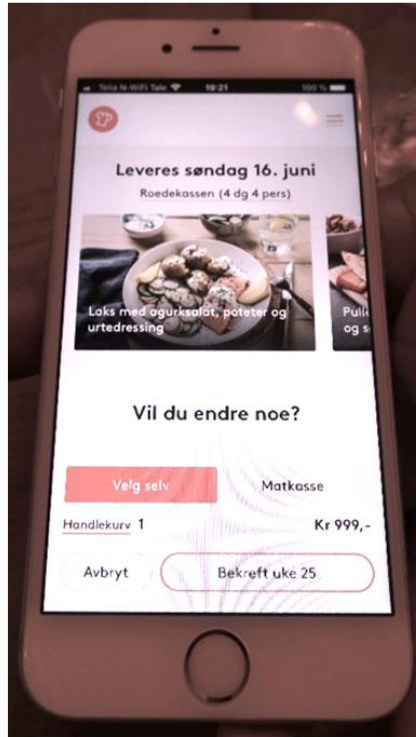 Telia N-WiFi Tale 19:21 100 %
Leveres søndag 16. juni
Roedekassen (4 dg 4 pers)
Laks med agurksalat, poteter og
urtedressing
og s
Vil du endre noe?
Velg selv Matkasse
Handlekurv 1 Kr 999,-
Avbryt Bekreft uke 25